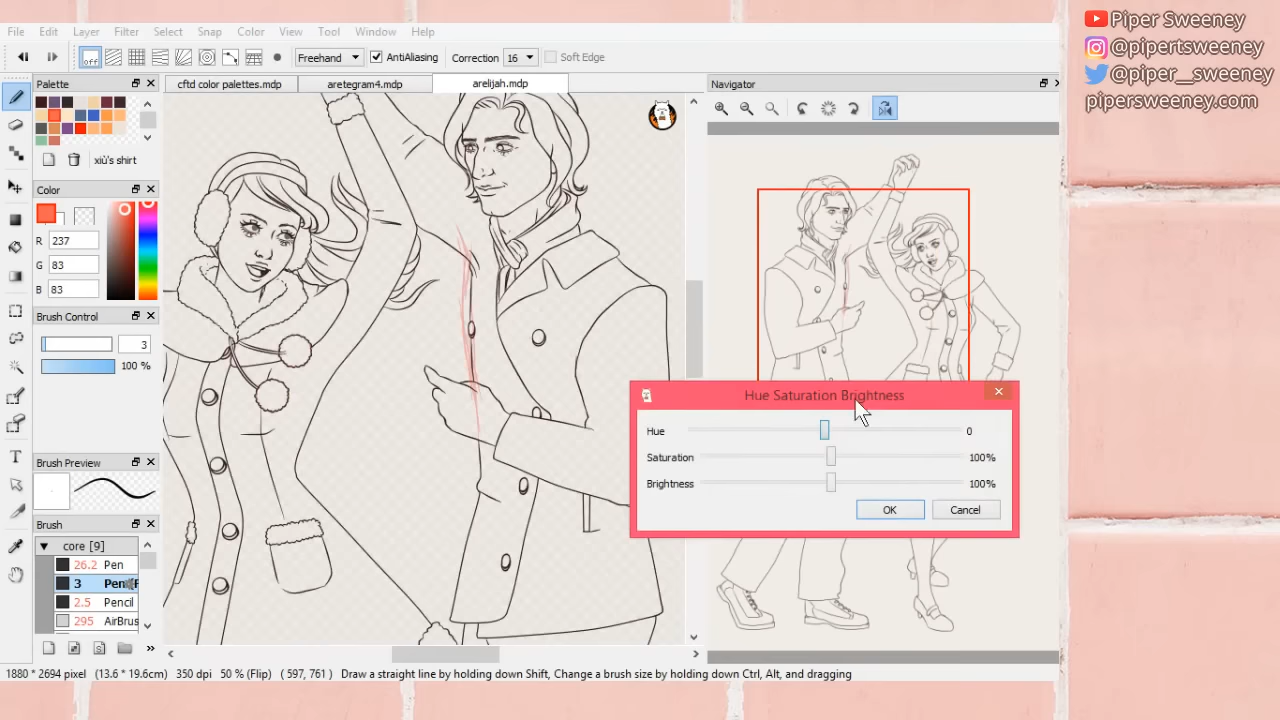 Piper Sweeney
@pipertsweeney
@piper__sweeney
pipersweeney.com
File Edit Layer Filter Select Snap Color View Tool Window Help
off Freehand AntiAliasing Correction 16 Soft Edge
Palette
xiù's shirt
Color
R 237
G 83
B 83
Brush Control
3
100 %
Brush Preview
Brush
core [9]
26.2 Pen
3
2.5 Pencil
295 AirBrus
cftd color palettes.mdp aretegram4.mdp arelijah.mdp
Navigator
Hue Saturation Brightness
Hue 0
Saturation 100%
Brightness 100%
OK Cancel
1880 * 2694 pixel (13.6 * 19.6cm) 350 dpi 50 % (Flip) ( 597, 761 ) Draw a straight line by holding down Shift, Change a brush size by holding down Ctrl, Alt, and dragging